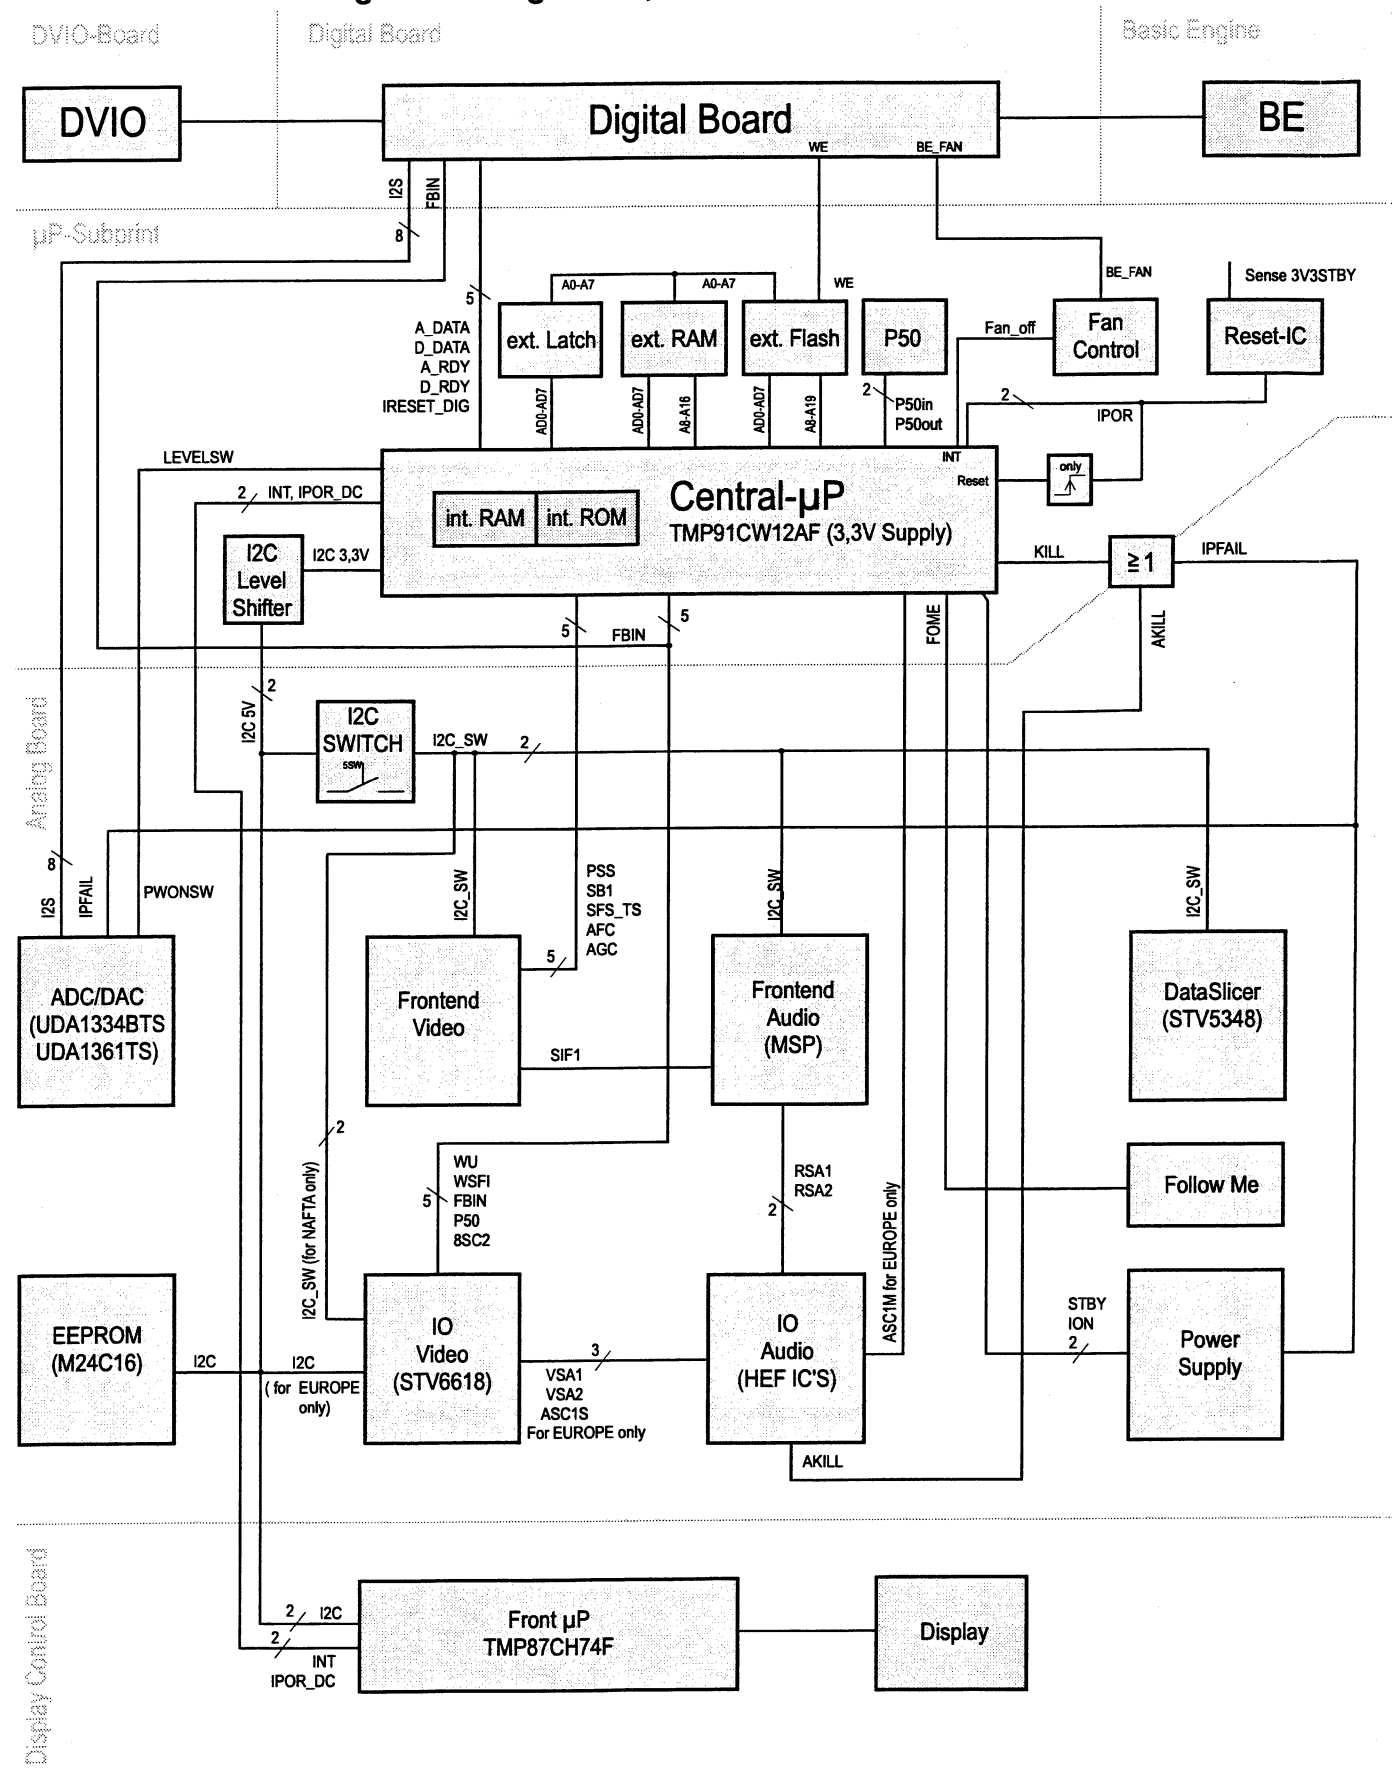 DVIO-Board
Digital Board
Basic Engine
DVIO
Digital Board
WE
BE_FAN
BE
I2S
FBIN
8
µP-Subprint
5
A_DATA
D_DATA
A_RDY
D_RDY
IRESET_DIG
A0-A7
A0-A7
WE
BE_FAN
Sense 3V3STBY
ext. Latch
ext. RAM
ext. Flash
P50
Fan_off
Fan
Control
Reset-IC
AD0-AD7
AD0-AD7
A8-A16
AD0-AD7
A8-A19
2
P50in
P50out
2
IPOR
LEVELSW
2
INT, IPOR_DC
INT
Reset
only
Central-µP
TMP91CW12AF (3,3V Supply)
int. RAM
int. ROM
I2C
Level
Shifter
I2C 3,3V
KILL
≥1
IPFAIL
5
FBIN
5
FOME
AKILL
Analog Board
I2C 5V
2
I2C
SWITCH
5SW
I2C_SW
2
8
I2S
IPFAIL
PWONSW
I2C_SW
PSS
SB1
SFS_TS
AFC
AGC
5
I2C_SW
I2C_SW
ADC/DAC
(UDA1334BTS
UDA1361TS)
Frontend
Video
Frontend
Audio
(MSP)
DataSlicer
(STV5348)
SIF1
2
I2C_SW (for NAFTA only)
WU
WSFI
FBIN
P50
8SC2
5
RSA1
RSA2
2
ASC1M for EUROPE only
Follow Me
EEPROM
(M24C16)
I2C
I2C
( for EUROPE
only)
IO
Video
(STV6618)
3
VSA1
VSA2
ASC1S
For EUROPE only
IO
Audio
(HEF IC'S)
STBY
ION
2
Power
Supply
AKILL
Display Control Board
2
I2C
2
INT
IPOR_DC
Front µP
TMP87CH74F
Display